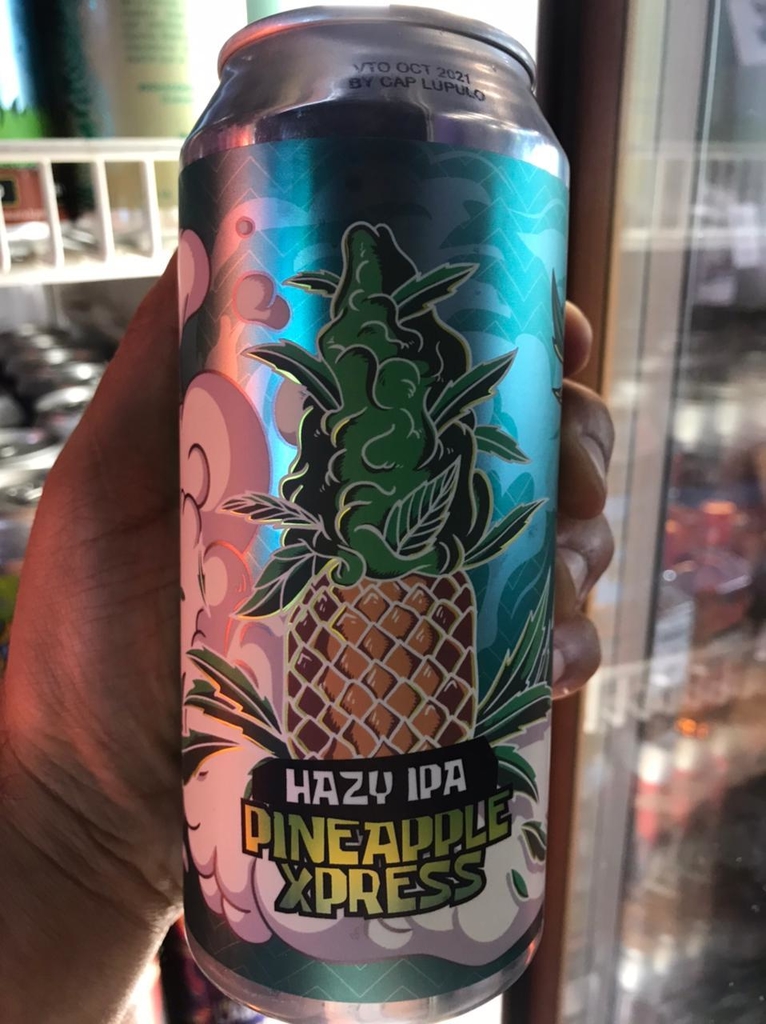 VTO OCT 2021
BY CAP LUPULO
HAZY IPA
PINEAPPLE
XPRESS